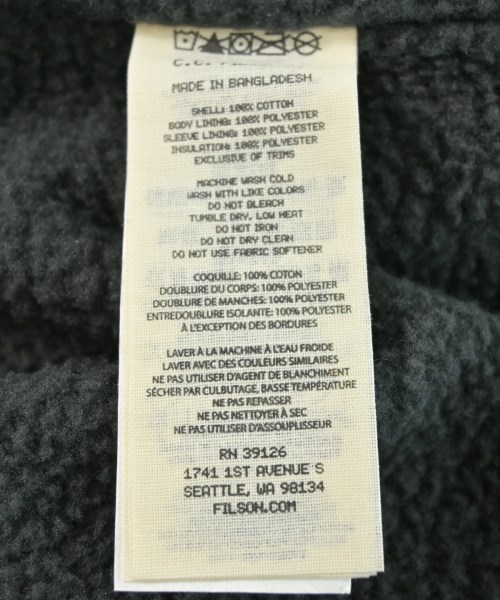 MADE IN BANGLADESH
SHELL: 100% COTTON
BODY LINING: 100% POLYESTER
SLEEVE LINING: 100% POLYESTER
INSULATION: 100% POLYESTER
EXCLUSIVE OF TRIMS
MACHINE WASH COLD
WASH WITH LIKE COLORS
DO NOT BLEACH
TUMBLE DRY, LOW HEAT
DO NOT IRON
DO NOT DRY CLEAN
DO NOT USE FABRIC SOFTENER
COQUILLE: 100% COTON
DOUBLURE DU CORPS: 100% POLYESTER
DOUBLURE DE MANCHES: 100% POLYESTER
ENTREDOUBLURE ISOLANTE: 100% POLYESTER
À L'EXCEPTION DES BORDURES
LAVER À LA MACHINE À L'EAU FROIDE
LAVER AVEC DES COULEURS SIMILAIRES
NE PAS UTILISER D'AGENT DE BLANCHIMENT
SÉCHER PAR CULBUTAGE, BASSE TEMPÉRATURE
NE PAS REPASSER
NE PAS NETTOYER À SEC
NE PAS UTILISER D'ASSOUPLISSEUR
RN 39126
1741 1ST AVENUE S
SEATTLE, WA 98134
FILSON.COM